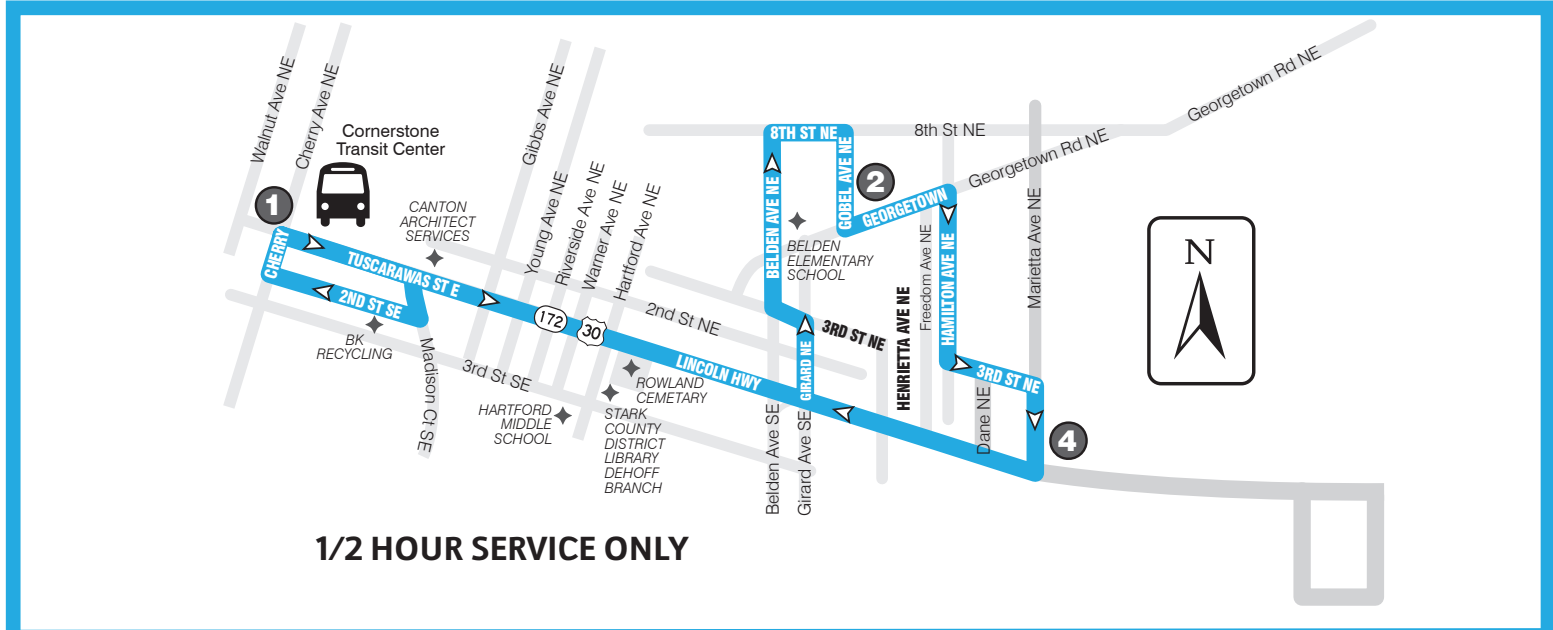 Walnut Ave NE
Cherry Ave NE
Cornerstone
Transit Center
1
CANTON
ARCHITECT
SERVICES
Gibbs Ave NE
Young Ave NE
Riverside Ave NE
Warner Ave NE
Hartford Ave NE
CHERRY
TUSCARAWAS ST E
2ND ST SE
BK
RECYCLING
Madison Ct SE
3rd St SE
172
30
2nd St NE
LINCOLN HWY
HARTFORD
MIDDLE
SCHOOL
ROWLAND
CEMETARY
STARK
COUNTY
DISTRICT
LIBRARY
DEHOFF
BRANCH
8TH ST NE
BELDEN AVE NE
GOBEL AVE NE
2
GEORGETOWN
BELDEN
ELEMENTARY
SCHOOL
GIRARD NE
3RD ST NE
Belden Ave SE
Girard Ave SE
HENRIETTA AVE NE
Freedom Ave NE
HAMILTON AVE NE
8th St NE
Georgetown Rd NE
Georgetown Rd NE
Marietta Ave NE
3RD ST NE
Dane NE
4
N
1/2 HOUR SERVICE ONLY